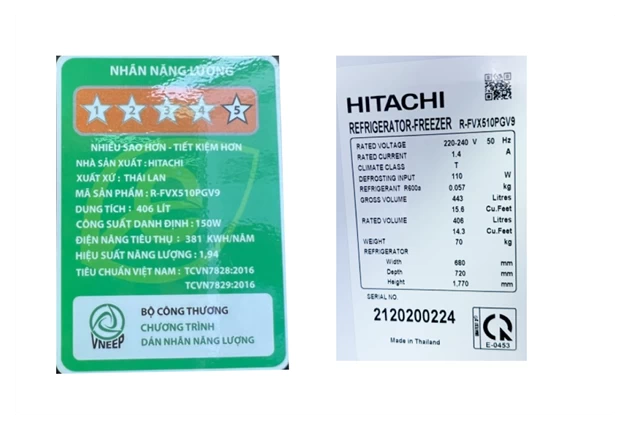 NHÃN NĂNG LƯỢNG
1 2 3 4 5
NHIỀU SAO HƠN - TIẾT KIỆM HƠN
NHÀ SẢN XUẤT : HITACHI
XUẤT XỨ : THÁI LAN
MÃ SẢN PHẨM : R-FVX510PGV9
DUNG TÍCH : 406 LÍT
CÔNG SUẤT DANH ĐỊNH : 150W
ĐIỆN NĂNG TIÊU THỤ : 381 KWH/NĂM
HIỆU SUẤT NĂNG LƯỢNG : 1,94
TIÊU CHUẨN VIỆT NAM : TCVN7828:2016
TCVN7829:2016
VNEEP
BỘ CÔNG THƯƠNG
CHƯƠNG TRÌNH
DÁN NHÃN NĂNG LƯỢNG
HITACHI
REFRIGERATOR-FREEZER R-FVX510PGV9
RATED VOLTAGE 220-240 V 50 Hz
RATED CURRENT 1.4 A
CLIMATE CLASS T
DEFROSTING INPUT 110 W
REFRIGERANT R600a 0.057 kg
GROSS VOLUME 443 Litres
15.6 Cu.Feet
RATED VOLUME 406 Litres
14.3 Cu.Feet
WEIGHT 70 kg
REFRIGERATOR
Width 680 mm
Depth 720 mm
Height 1,770 mm
SERIAL NO.
2120200224
Made in Thailand
E-0453